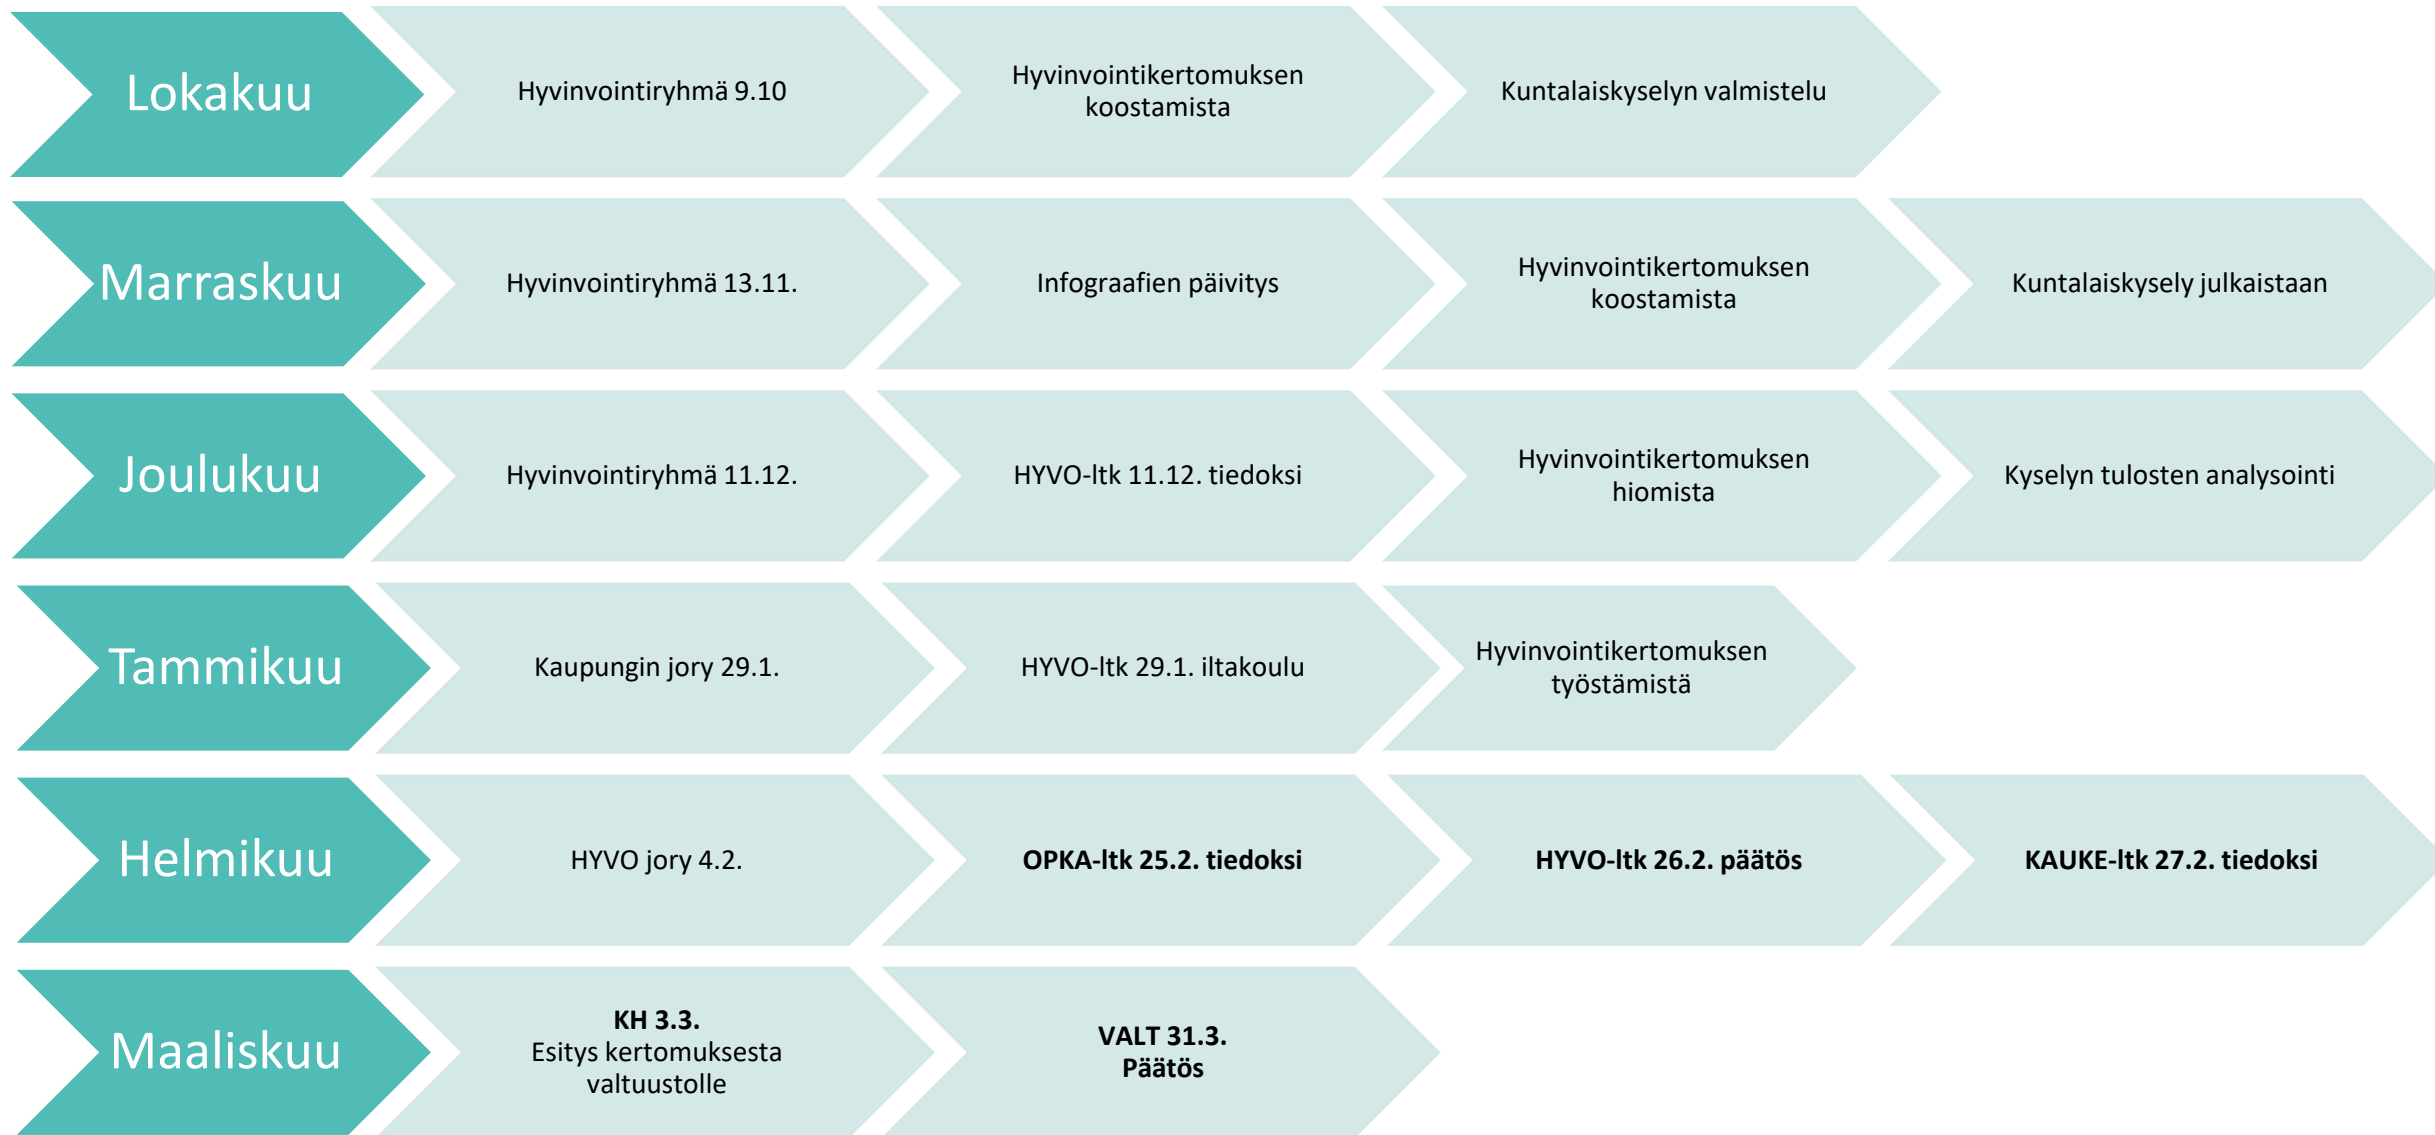 Lokakuu
Hyvinvointiryhmä 9.10
Hyvinvointikertomuksen
koostamista
Kuntalaiskyselyn valmistelu
Marraskuu
Hyvinvointiryhmä 13.11.
Infograafien päivitys
Hyvinvointikertomuksen
koostamista
Kuntalaiskysely julkaistaan
Joulukuu
Hyvinvointiryhmä 11.12.
HYVO-ltk 11.12. tiedoksi
Hyvinvointikertomuksen
hiomista
Kyselyn tulosten analysointi
Tammikuu
Kaupungin jory 29.1.
HYVO-ltk 29.1. iltakoulu
Hyvinvointikertomuksen
työstämistä
Helmikuu
HYVO jory 4.2.
OPKA-ltk 25.2. tiedoksi
HYVO-ltk 26.2. päätös
KAUKE-ltk 27.2. tiedoksi
Maaliskuu
KH 3.3.
Esitys kertomuksesta
valtuustolle
VALT 31.3.
Päätös